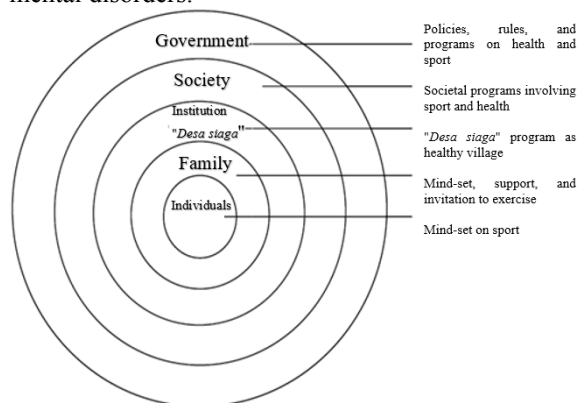 mental disorders.
Government
Policies, rules, and
programs on health and
sport
Society
Societal programs involving
sport and health
Institution
"Desa siaga"
"Desa siaga" program as
healthy village
Family
Mind-set, support, and
invitation to exercise
Individuals
Mind-set on sport